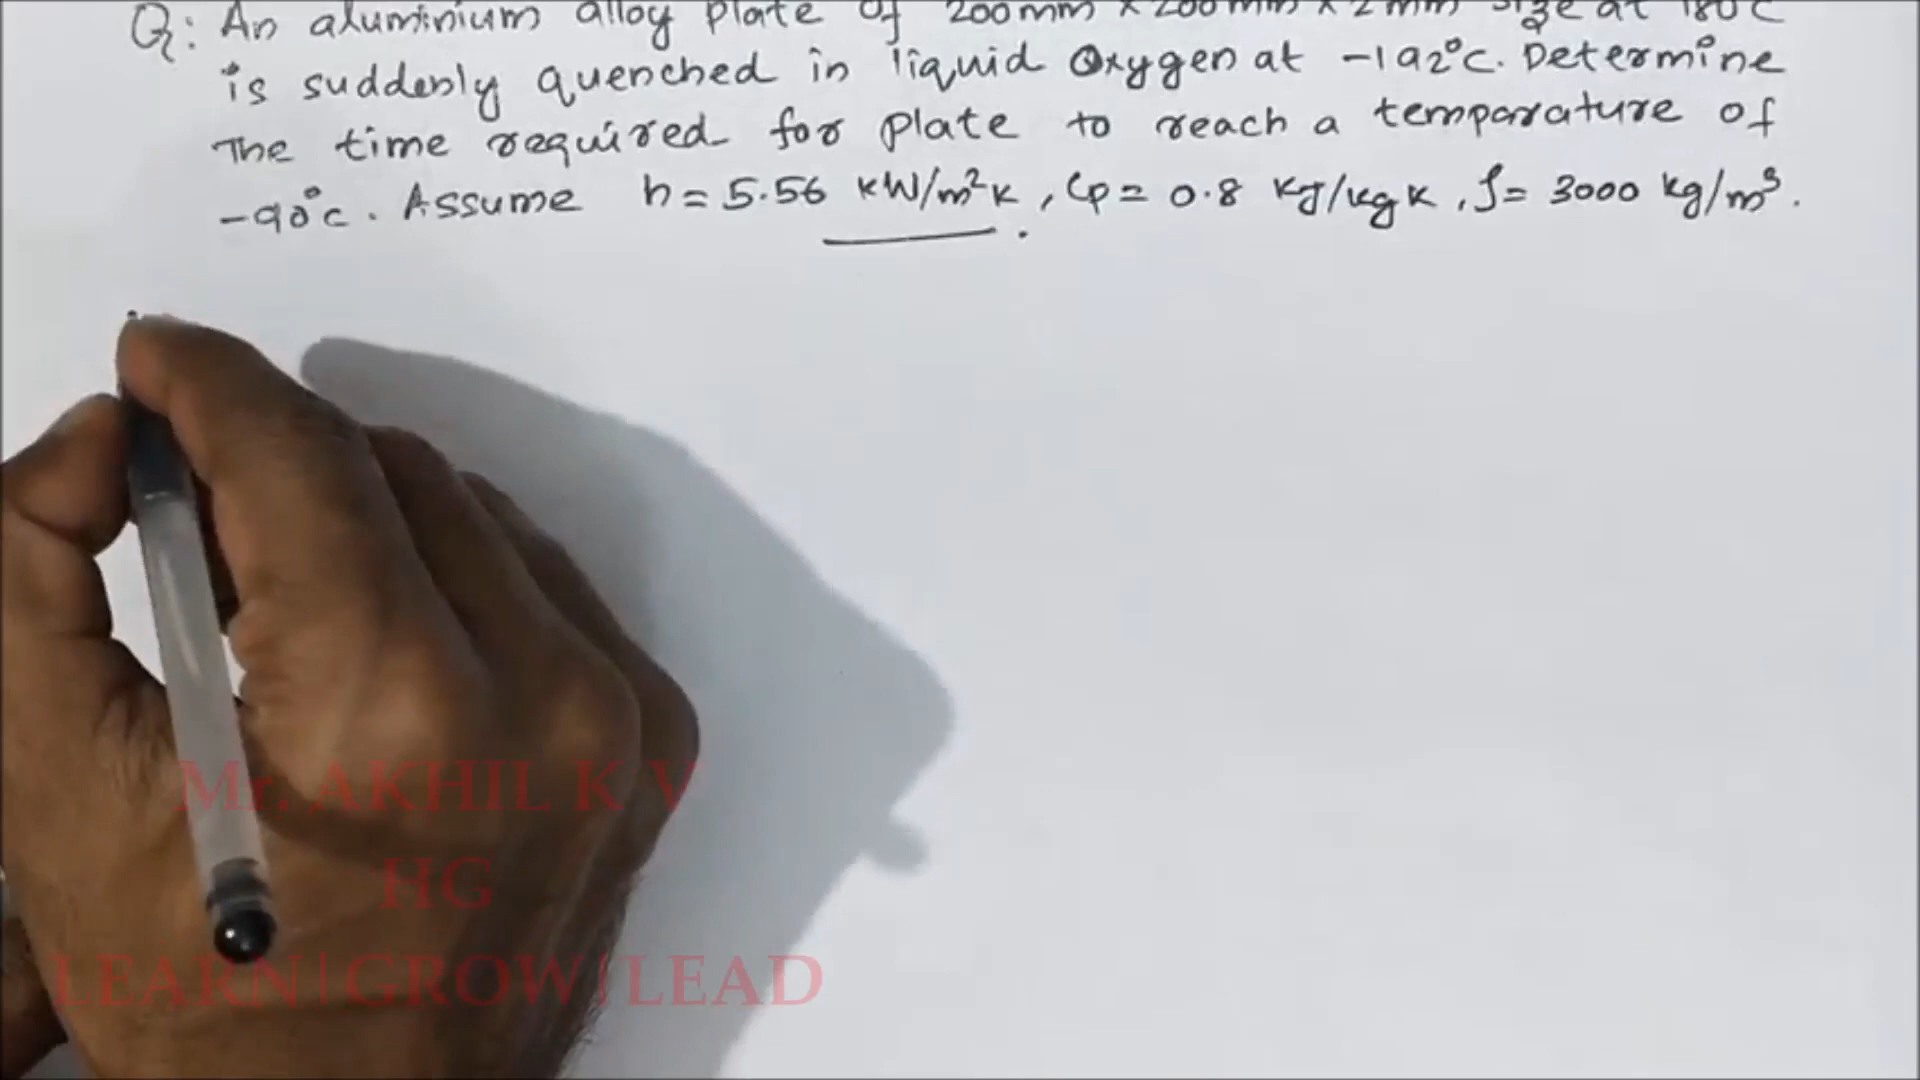 Q: An aluminium alloy plate of 200mm × 200mm × 2mm size at 180°C
is suddenly quenched in liquid Oxygen at -192°C. Determine
The time required for plate to reach a temparature of
-90°C. Assume h = 5.56 kW/m²K, Cp = 0.8 KJ/kgK, ρ = 3000 kg/m³.
Mr. AKHIL K V
HG
LEARN|GROW|LEAD